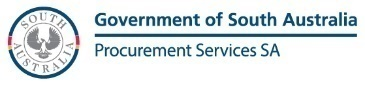 SOUTH
AUSTRALIA
Government of South Australia
Procurement Services SA